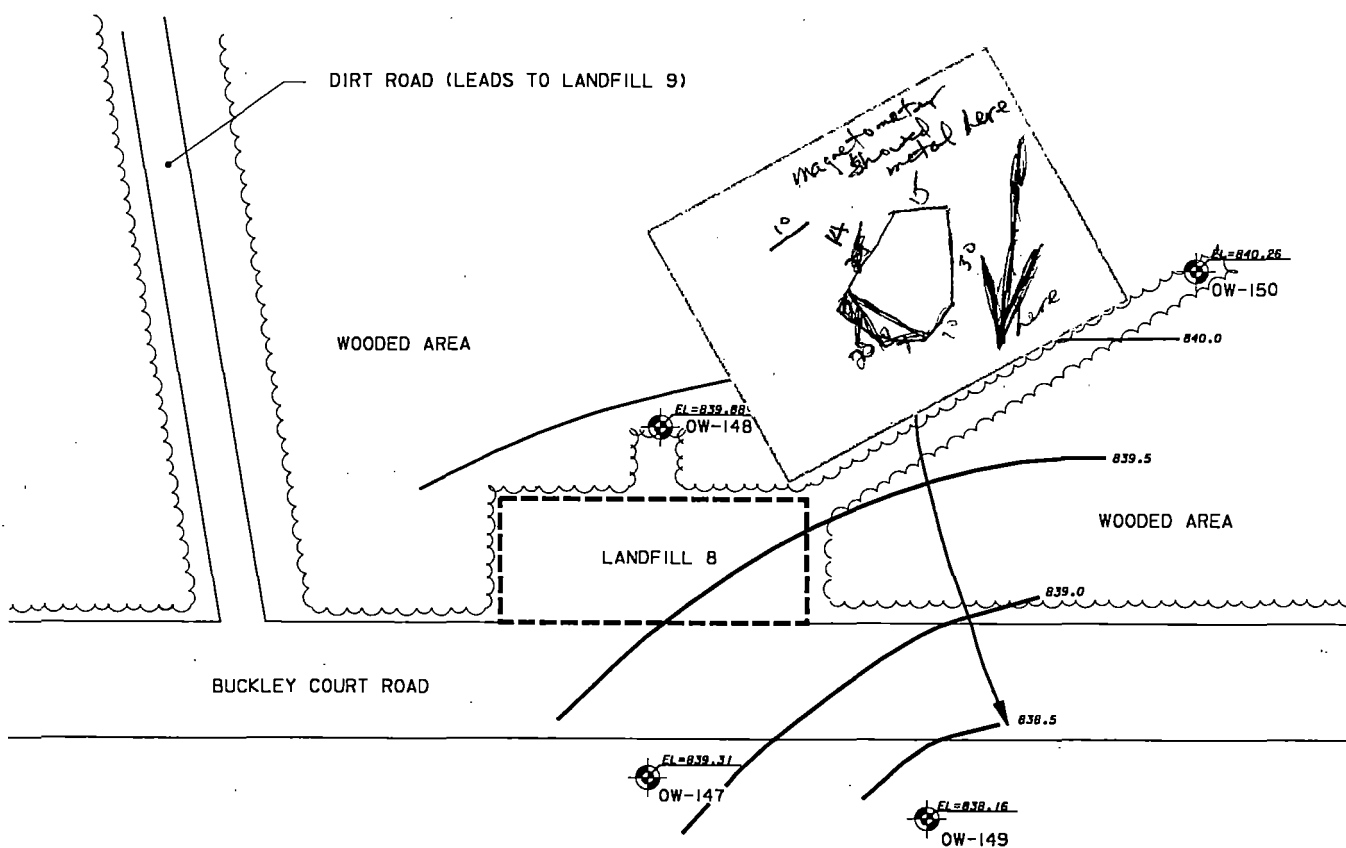 DIRT ROAD (LEADS TO LANDFILL 9)
magnetometer
showed
metal here
10
15
30
10
20
here
EL=840.26
OW-150
840.0
WOODED AREA
EL=839.88
OW-148
839.5
WOODED AREA
LANDFILL 8
839.0
BUCKLEY COURT ROAD
838.5
EL=839.31
OW-147
EL=838.16
OW-149